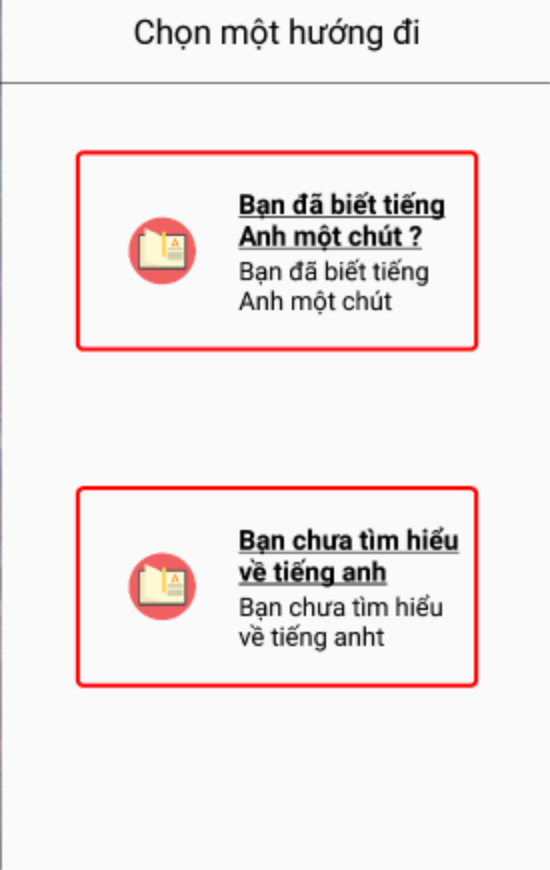 Chọn một hướng đi
Bạn đã biết tiếng
Anh một chút ?
Bạn đã biết tiếng
Anh một chút
Bạn chưa tìm hiểu
về tiếng anh
Bạn chưa tìm hiểu
về tiếng anht